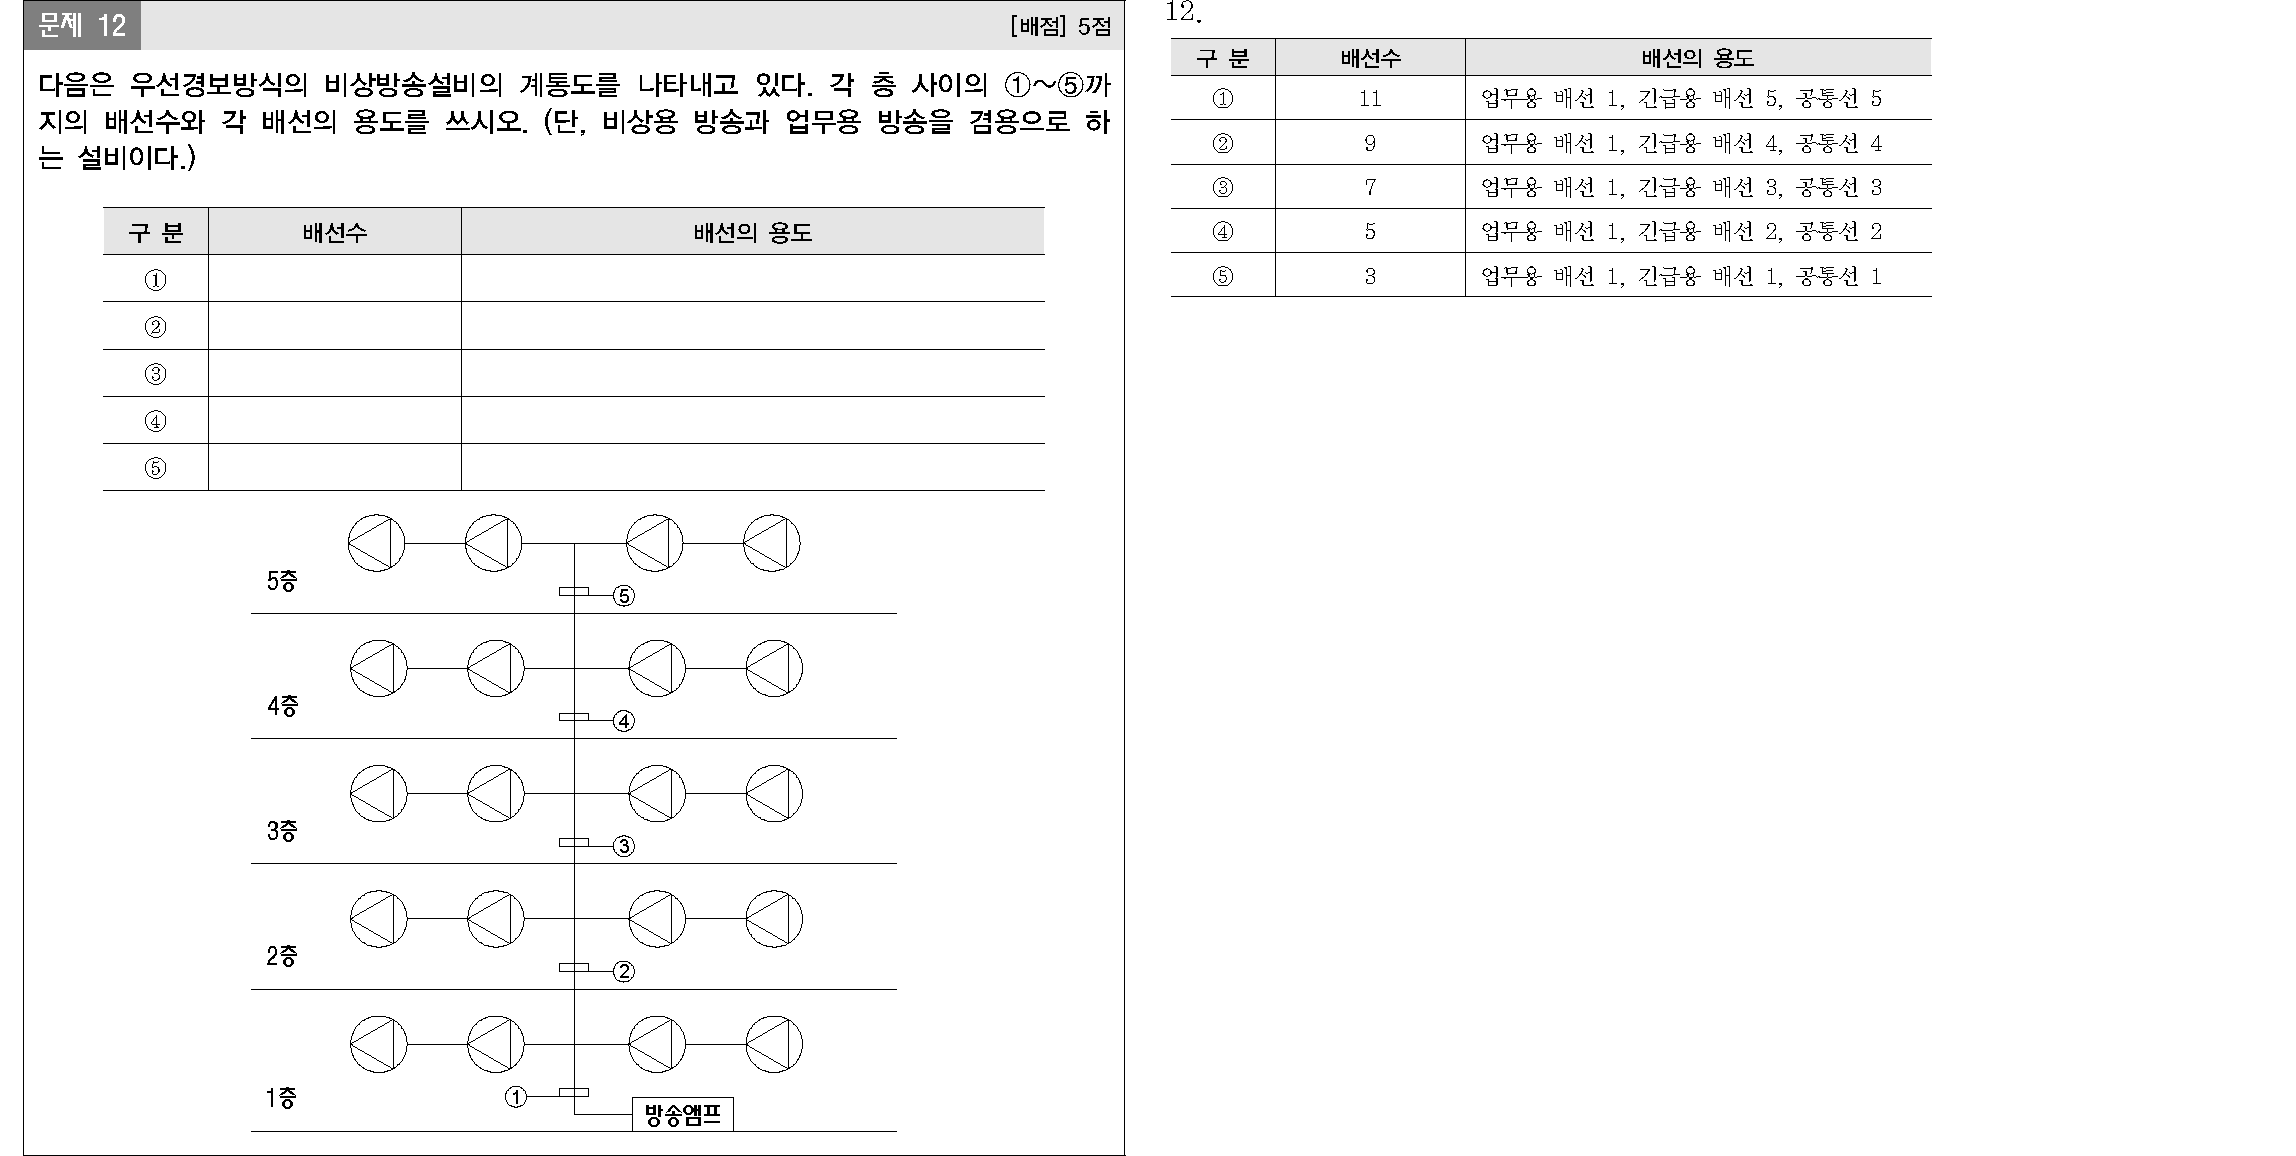 문제 12
[배점] 5점
다음은 우선경보방식의 비상방송설비의 계통도를 나타내고 있다. 각 층 사이의 ①~⑤까
지의 배선수와 각 배선의 용도를 쓰시오. (단, 비상용 방송과 업무용 방송을 겸용으로 하
는 설비이다.)
구 분 배선수 배선의 용도
①
②
③
④
⑤
5층
⑤
4층
④
3층
③
2층
②
1층
①
방송앰프
12.
구 분 배선수 배선의 용도
① 11 업무용 배선 1, 긴급용 배선 5, 공통선 5
② 9 업무용 배선 1, 긴급용 배선 4, 공통선 4
③ 7 업무용 배선 1, 긴급용 배선 3, 공통선 3
④ 5 업무용 배선 1, 긴급용 배선 2, 공통선 2
⑤ 3 업무용 배선 1, 긴급용 배선 1, 공통선 1